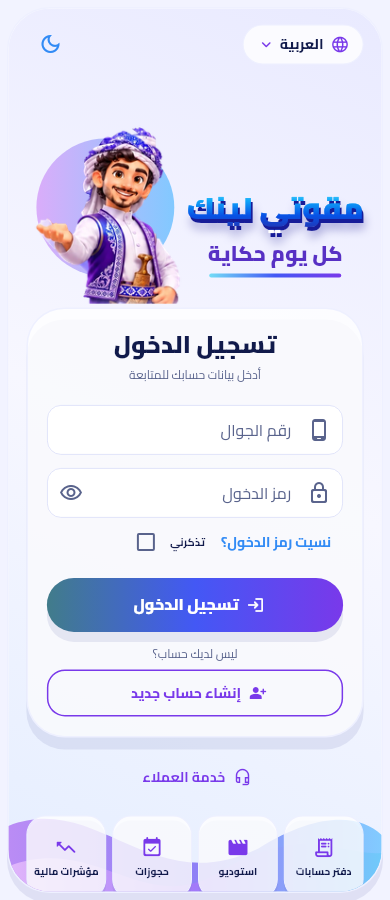 العربية
مقوتي لينك
كل يوم حكاية
تسجيل الدخول
أدخل بيانات حسابك للمتابعة
رقم الجوال
رمز الدخول
نسيت رمز الدخول؟ تذكرني
تسجيل الدخول
ليس لديك حساب؟
إنشاء حساب جديد
خدمة العملاء
دفتر حسابات استوديو حجوزات مؤشرات مالية